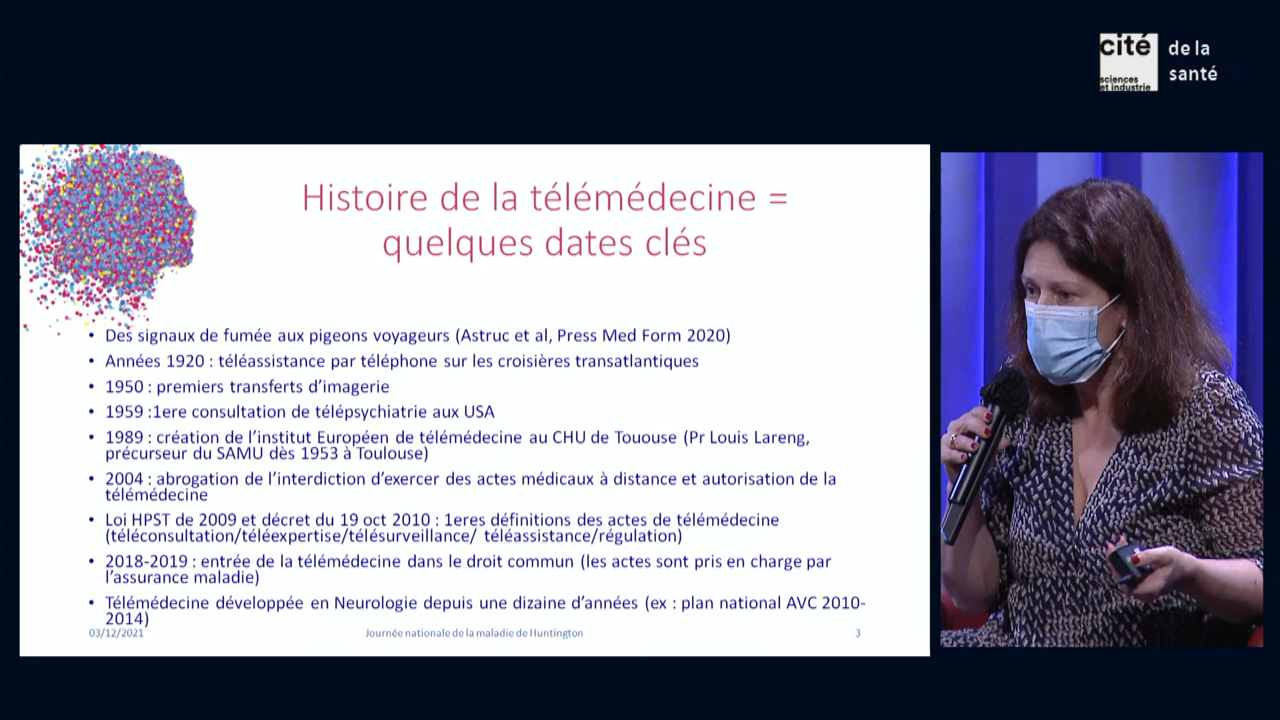 cité
sciences
et industrie
de la
santé
Histoire de la télémédecine =
quelques dates clés
• Des signaux de fumée aux pigeons voyageurs (Astruc et al, Press Med Form 2020)
• Années 1920 : téléassistance par téléphone sur les croisières transatlantiques
• 1950 : premiers transferts d’imagerie
• 1959 :1ere consultation de télépsychiatrie aux USA
• 1989 : création de l’institut Européen de télémédecine au CHU de Tououse (Pr Louis Lareng,
précurseur du SAMU dès 1953 à Toulouse)
• 2004 : abrogation de l’interdiction d’exercer des actes médicaux à distance et autorisation de la
télémédecine
• Loi HPST de 2009 et décret du 19 oct 2010 : 1eres définitions des actes de télémédecine
(téléconsultation/téléexpertise/télésurveillance/ téléassistance/régulation)
• 2018-2019 : entrée de la télémédecine dans le droit commun (les actes sont pris en charge par
l’assurance maladie)
• Télémédecine développée en Neurologie depuis une dizaine d’années (ex : plan national AVC 2010-
2014)
03/12/2021
Journée nationale de la maladie de Huntington
3